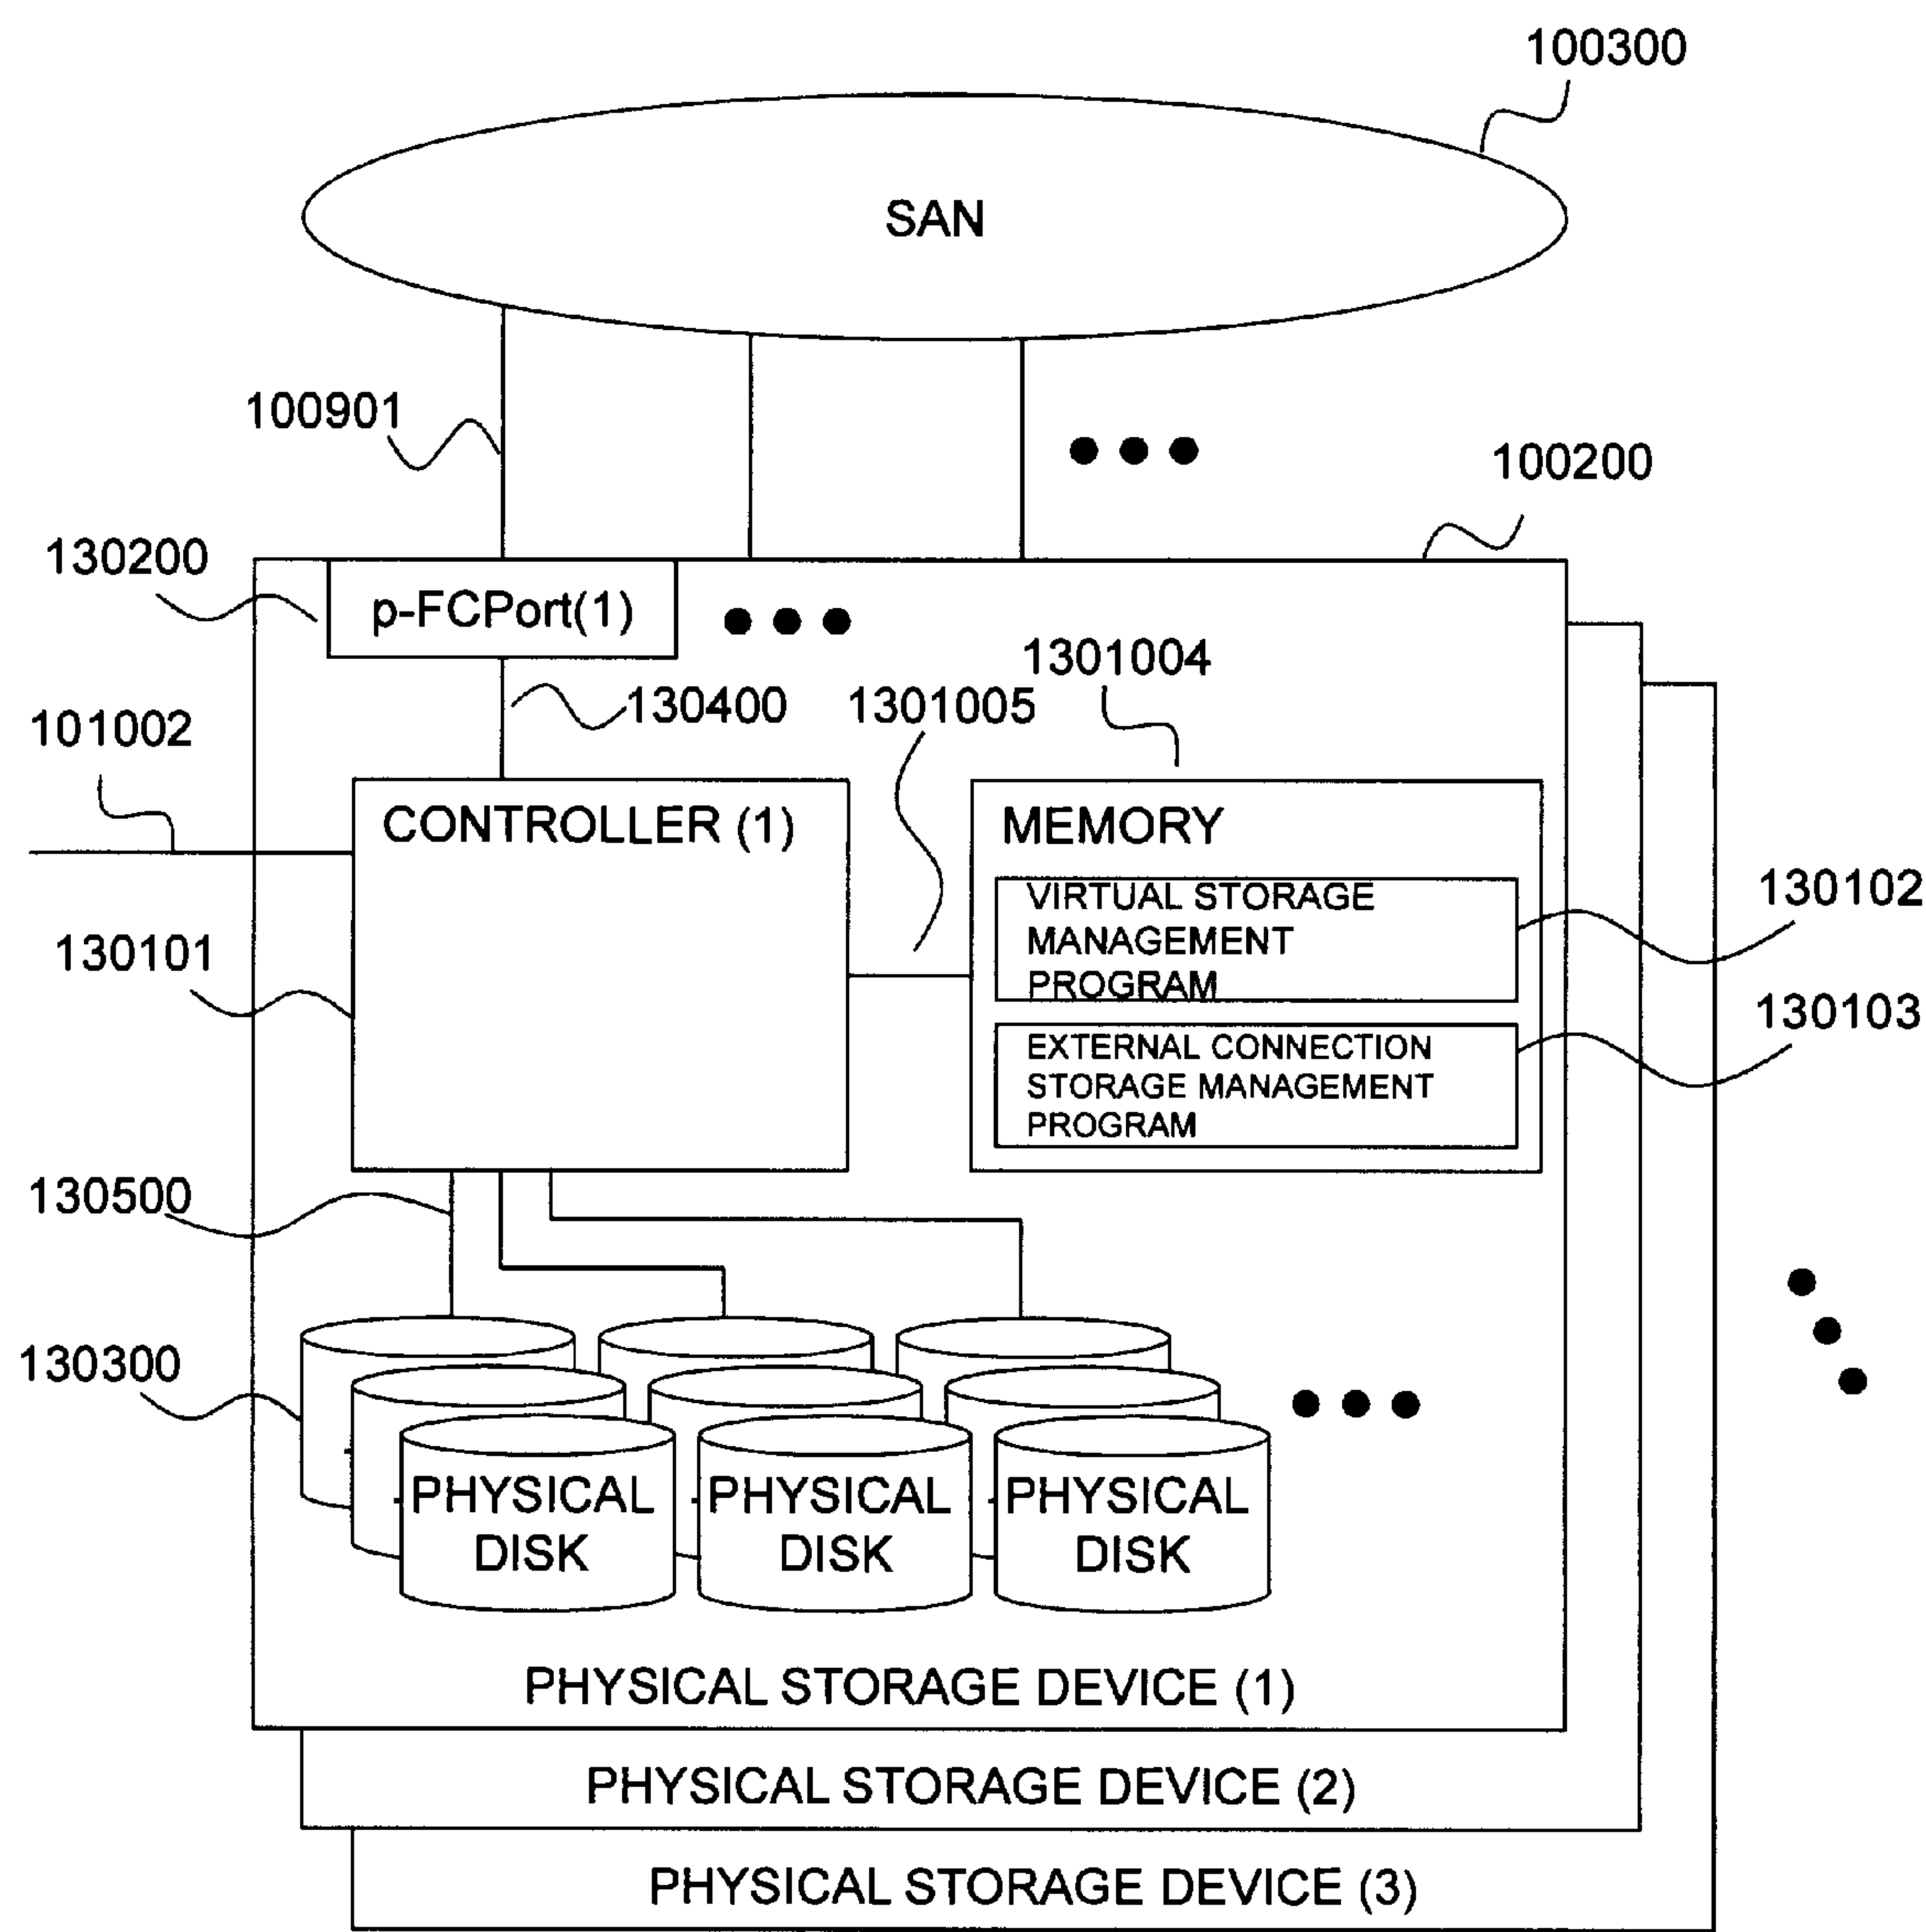 100300
SAN
100901
100200
130200
p-FCPort(1)
1301004
130400
1301005
101002
CONTROLLER (1)
MEMORY
VIRTUAL STORAGE
MANAGEMENT
PROGRAM
130102
130101
130103
EXTERNAL CONNECTION
STORAGE MANAGEMENT
PROGRAM
130500
130300
PHYSICAL
DISK
PHYSICAL
DISK
PHYSICAL
DISK
PHYSICAL STORAGE DEVICE (1)
PHYSICAL STORAGE DEVICE (2)
PHYSICAL STORAGE DEVICE (3)